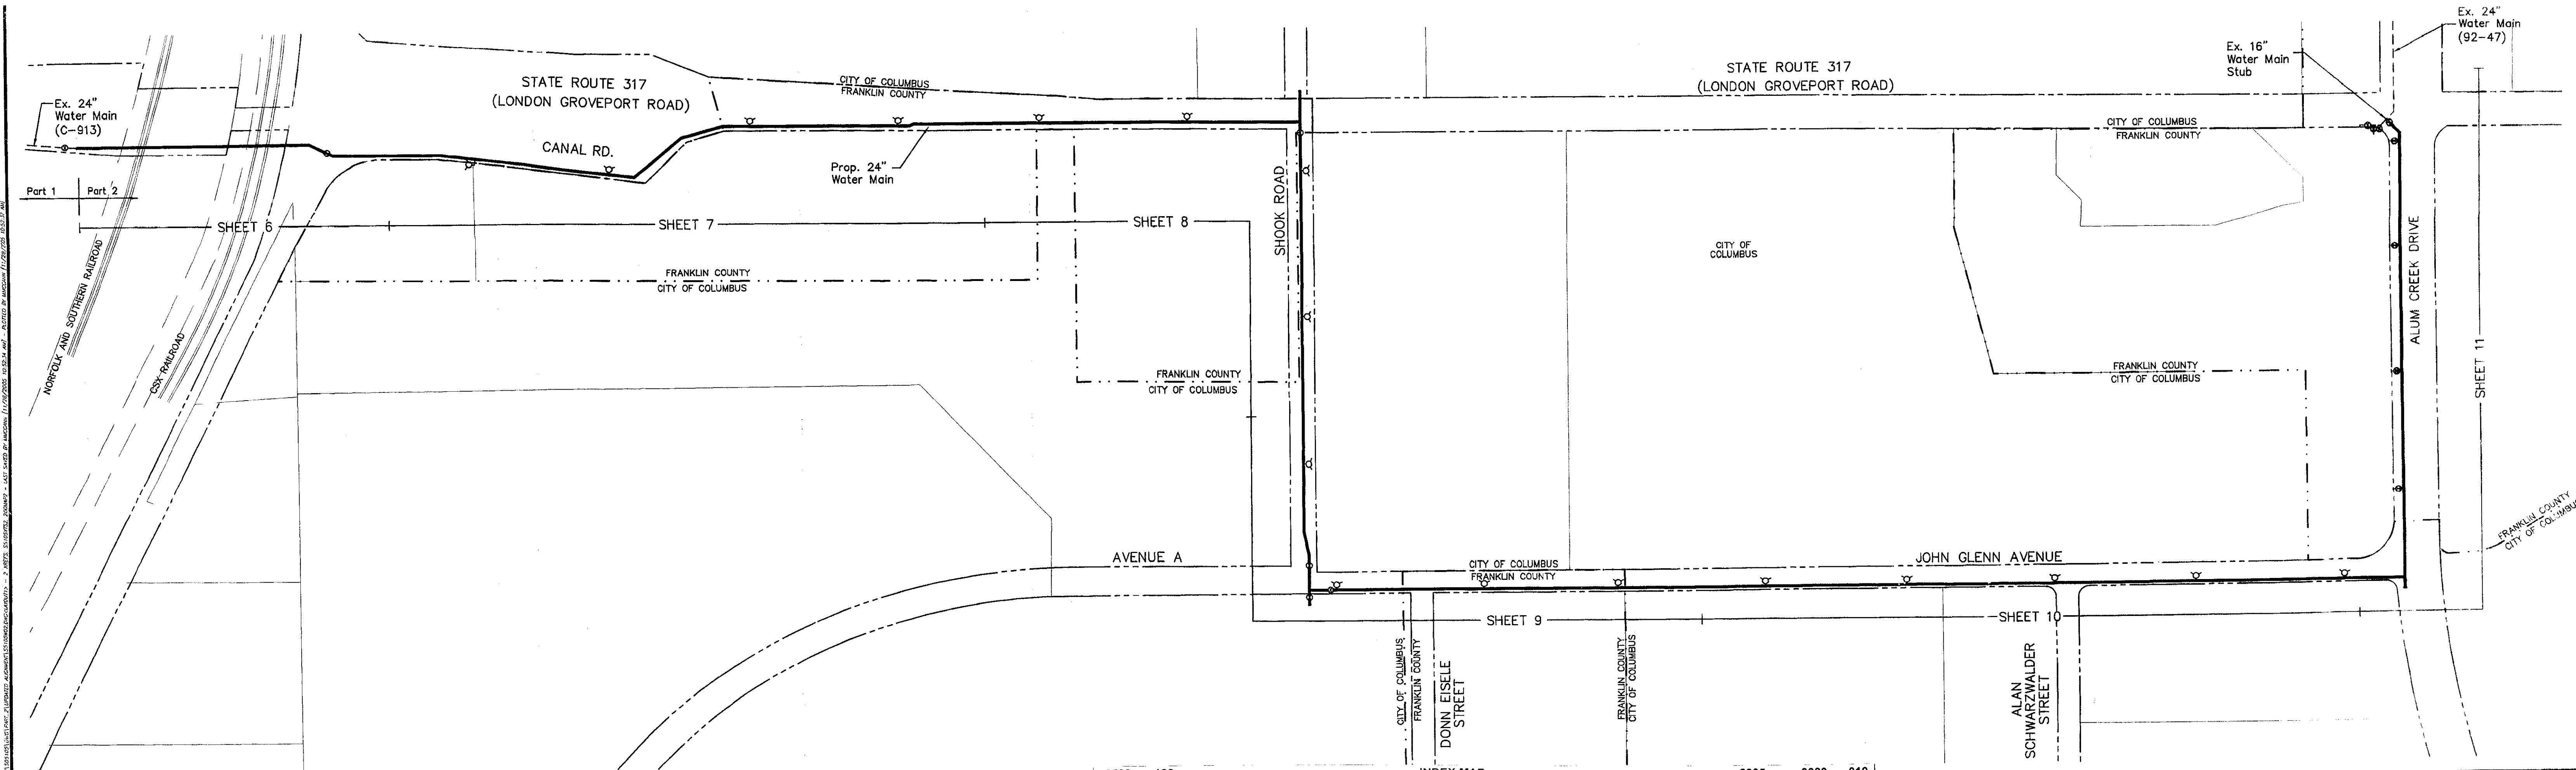 Ex. 24"
Water Main
(92-47)
Ex. 16"
Water Main
Stub
STATE ROUTE 317
(LONDON GROVEPORT ROAD)
CITY OF COLUMBUS
FRANKLIN COUNTY
STATE ROUTE 317
(LONDON GROVEPORT ROAD)
Ex. 24"
Water Main
(C-913)
CITY OF COLUMBUS
FRANKLIN COUNTY
CANAL RD.
Prop. 24"
Water Main
Part 1
Part 2
SHEET 6
SHEET 7
SHEET 8
SHOOK ROAD
CITY OF
COLUMBUS
ALUM CREEK DRIVE
SHEET 11
NORFOLK AND SOUTHERN RAILROAD
CSX RAILROAD
FRANKLIN COUNTY
CITY OF COLUMBUS
FRANKLIN COUNTY
CITY OF COLUMBUS
FRANKLIN COUNTY
CITY OF COLUMBUS
FRANKLIN COUNTY
CITY OF COLUMBUS
AVENUE A
CITY OF COLUMBUS
FRANKLIN COUNTY
JOHN GLENN AVENUE
SHEET 9
SHEET 10
CITY OF COLUMBUS
FRANKLIN COUNTY
DONN EISELE
STREET
FRANKLIN COUNTY
CITY OF COLUMBUS
ALAN
SCHWARZWALDER
STREET
INDEX MAP